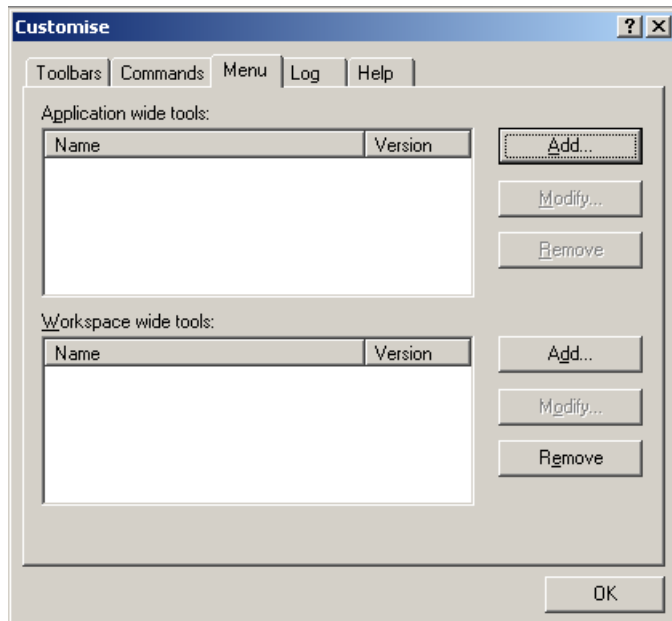 Customise
Toolbars Commands Menu Log Help
Application wide tools:
Name Version
Add...
Modify...
Remove
Workspace wide tools:
Name Version
Add...
Modify...
Remove
OK